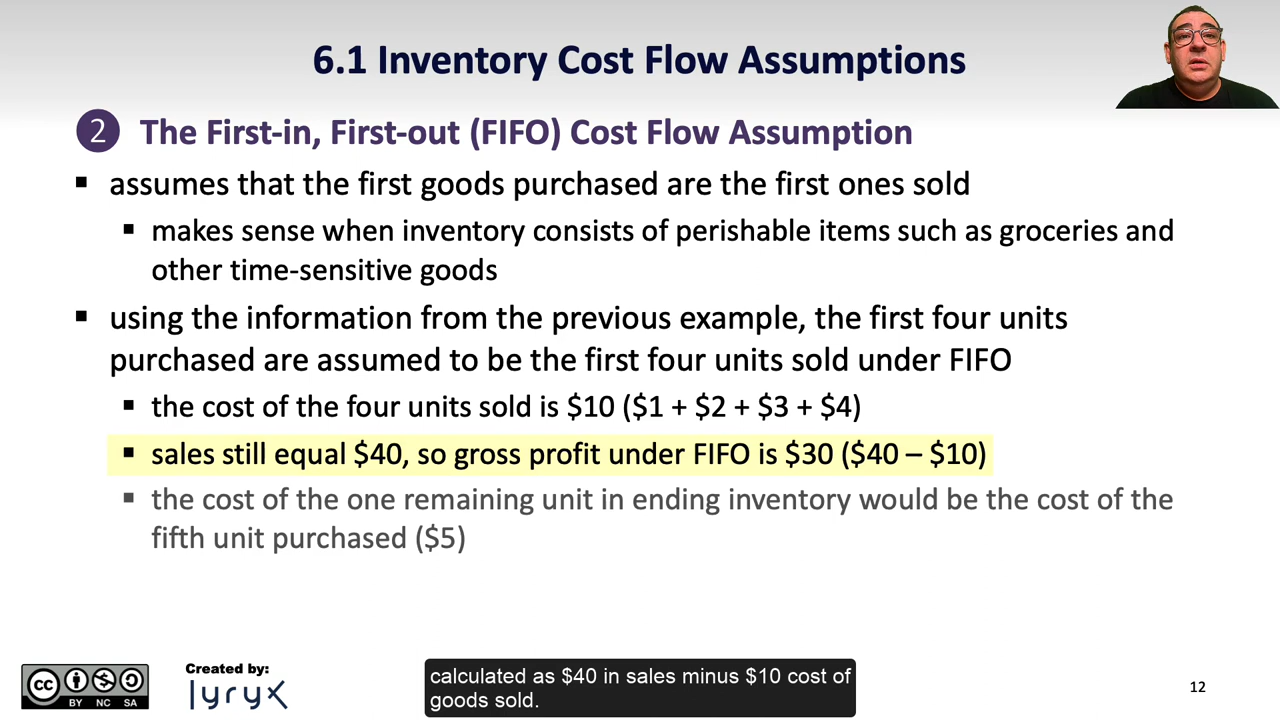 6.1 Inventory Cost Flow Assumptions
2 The First-in, First-out (FIFO) Cost Flow Assumption
▪ assumes that the first goods purchased are the first ones sold
▪ makes sense when inventory consists of perishable items such as groceries and
other time-sensitive goods
▪ using the information from the previous example, the first four units
purchased are assumed to be the first four units sold under FIFO
▪ the cost of the four units sold is $10 ($1 + $2 + $3 + $4)
▪ sales still equal $40, so gross profit under FIFO is $30 ($40 – $10)
▪ the cost of the one remaining unit in ending inventory would be the cost of the
fifth unit purchased ($5)
cc
BY NC SA
Created by:
lyryx
calculated as $40 in sales minus $10 cost of
goods sold.
12